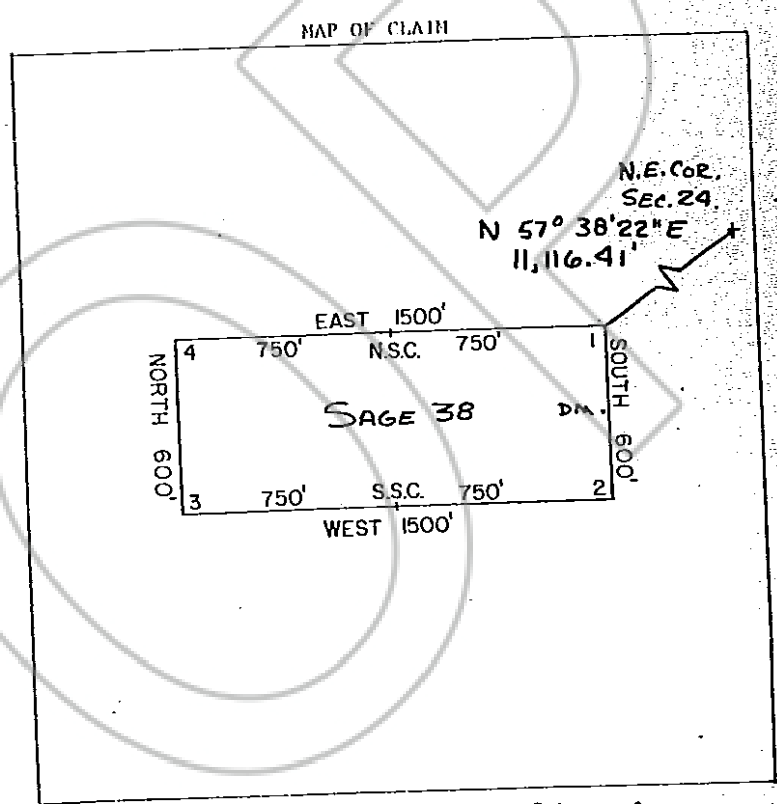 MAP OF CLAIM
N.E. COR.
SEC. 24.
N 57° 38' 22" E
11,116.41'
EAST 1500'
4 750' N.S.C. 750' 1
NORTH 600'
SAGE 38
DM.
SOUTH 600'
3 750' S.S.C. 750' 2
WEST 1500'